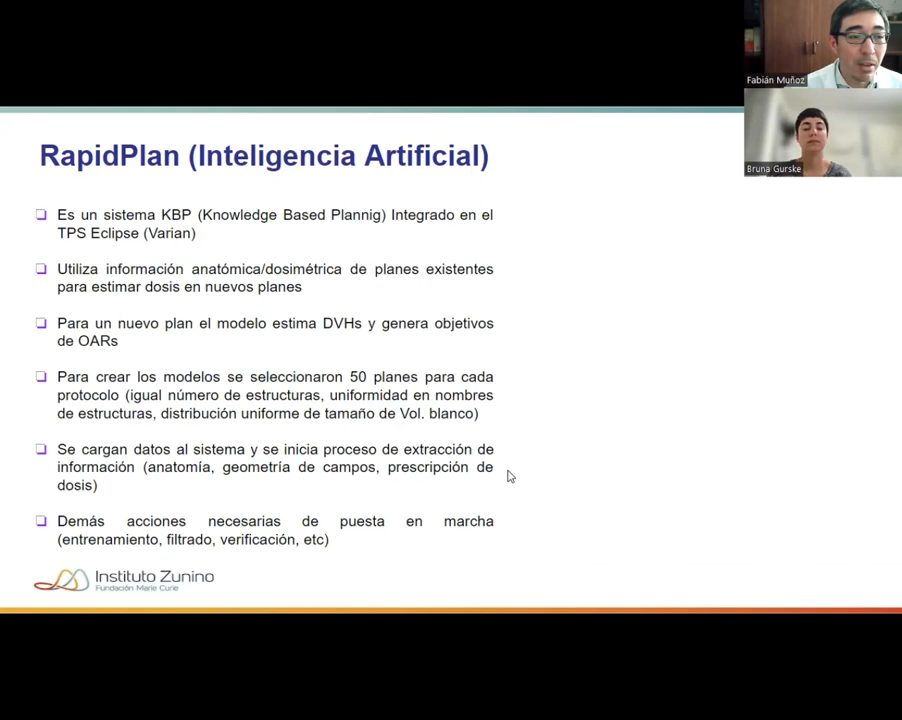 RapidPlan (Inteligencia Artificial)
Es un sistema KBP (Knowledge Based Plannig) Integrado en el
TPS Eclipse (Varian)
Utiliza información anatómica/dosimétrica de planes existentes
para estimar dosis en nuevos planes
Para un nuevo plan el modelo estima DVHs y genera objetivos
de OARs
Para crear los modelos se seleccionaron 50 planes para cada
protocolo (igual número de estructuras, uniformidad en nombres
de estructuras, distribución uniforme de tamaño de Vol. blanco)
Se cargan datos al sistema y se inicia proceso de extracción de
información (anatomía, geometría de campos, prescripción de
dosis)
Demás acciones necesarias de puesta en marcha
(entrenamiento, filtrado, verificación, etc)
Instituto Zunino
Fundación Marie Curie
Fabián Muñoz
Bruna Gurske